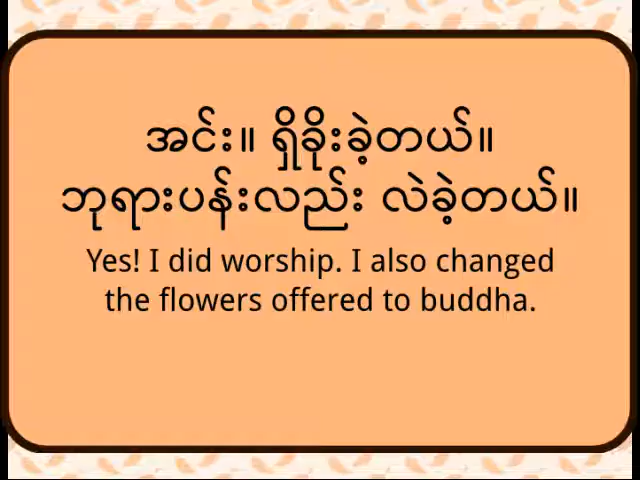 အင်း။ ရှိခိုးခဲ့တယ်။
ဘုရားပန်းလည်း လဲခဲ့တယ်။
Yes! I did worship. I also changed
the flowers offered to buddha.